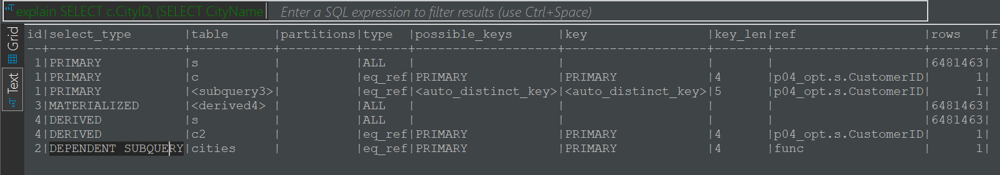 explain SELECT c.CityID, (SELECT CityName
Enter a SQL expression to filter results (use Ctrl+Space)
Grid
Text
id|select_type       |table      |partitions|type  |possible_keys      |key                |key_len|ref                 |rows   |f
--+------------------+-----------+----------+------+-------------------+-------------------+-------+--------------------+-------+-
 1|PRIMARY           |s          |          |ALL   |                   |                   |       |                    |6481463|
 1|PRIMARY           |c          |          |eq_ref|PRIMARY            |PRIMARY            |4      |p04_opt.s.CustomerID|      1|
 1|PRIMARY           |<subquery3>|          |eq_ref|<auto_distinct_key>|<auto_distinct_key>|5      |p04_opt.s.CustomerID|      1|
 3|MATERIALIZED      |<derived4> |          |ALL   |                   |                   |       |                    |6481463|
 4|DERIVED           |s          |          |ALL   |                   |                   |       |                    |6481463|
 4|DERIVED           |c2         |          |eq_ref|PRIMARY            |PRIMARY            |4      |p04_opt.s.CustomerID|      1|
 2|DEPENDENT SUBQUERY|cities     |          |eq_ref|PRIMARY            |PRIMARY            |4      |func                |      1|